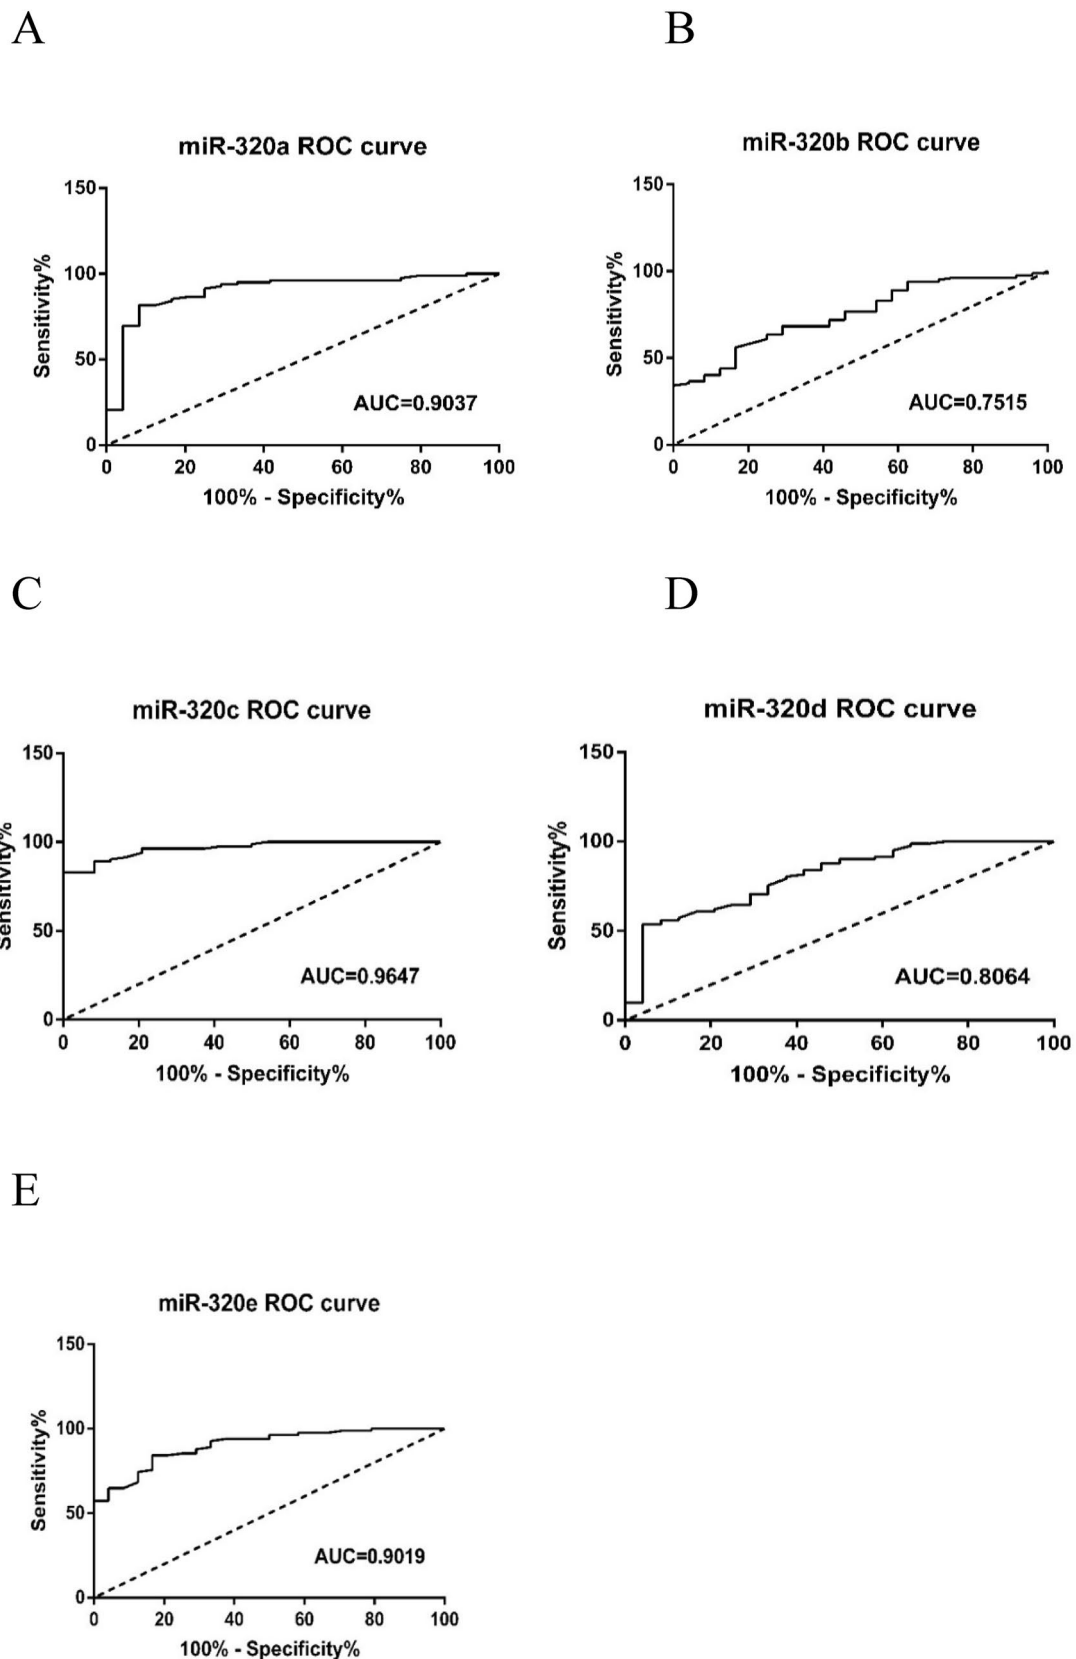 A
miR-320a ROC curve
150
100
50
0
Sensitivity%
AUC=0.9037
0 20 40 60 80 100
100% - Specificity%
B
miR-320b ROC curve
150
100
50
0
Sensitivity%
AUC=0.7515
0 20 40 60 80 100
100% - Specificity%
C
miR-320c ROC curve
150
100
50
0
Sensitivity%
AUC=0.9647
0 20 40 60 80 100
100% - Specificity%
D
miR-320d ROC curve
150
100
50
0
Sensitivity%
AUC=0.8064
0 20 40 60 80 100
100% - Specificity%
E
miR-320e ROC curve
150
100
50
0
Sensitivity%
AUC=0.9019
0 20 40 60 80 100
100% - Specificity%